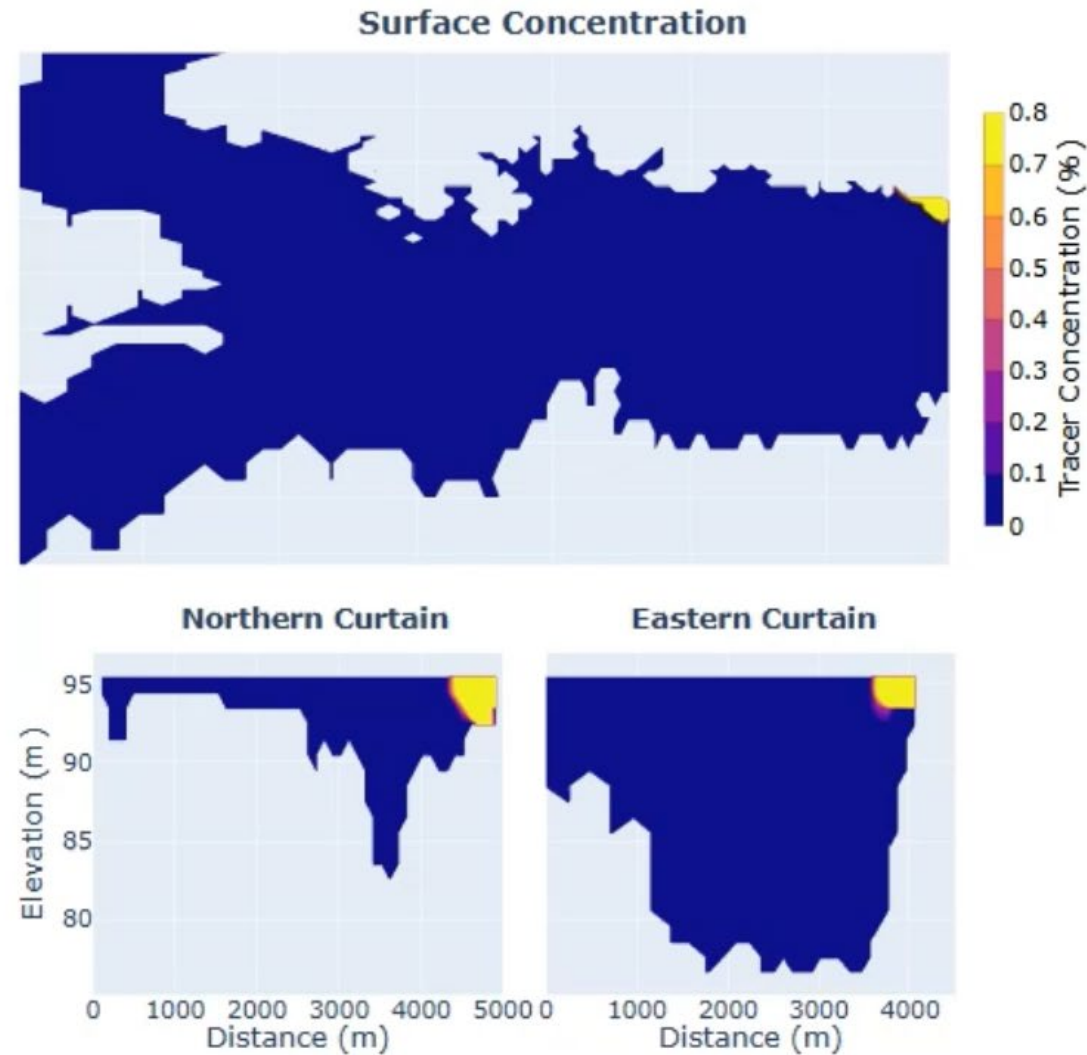 Surface Concentration
0.8
0.7
0.6
0.5
0.4
0.3
0.2
0.1
0
Tracer Concentration (%)
Northern Curtain
Eastern Curtain
95
90
85
80
Elevation (m)
0 1000 2000 3000 4000 5000
0 1000 2000 3000 4000
Distance (m)
Distance (m)